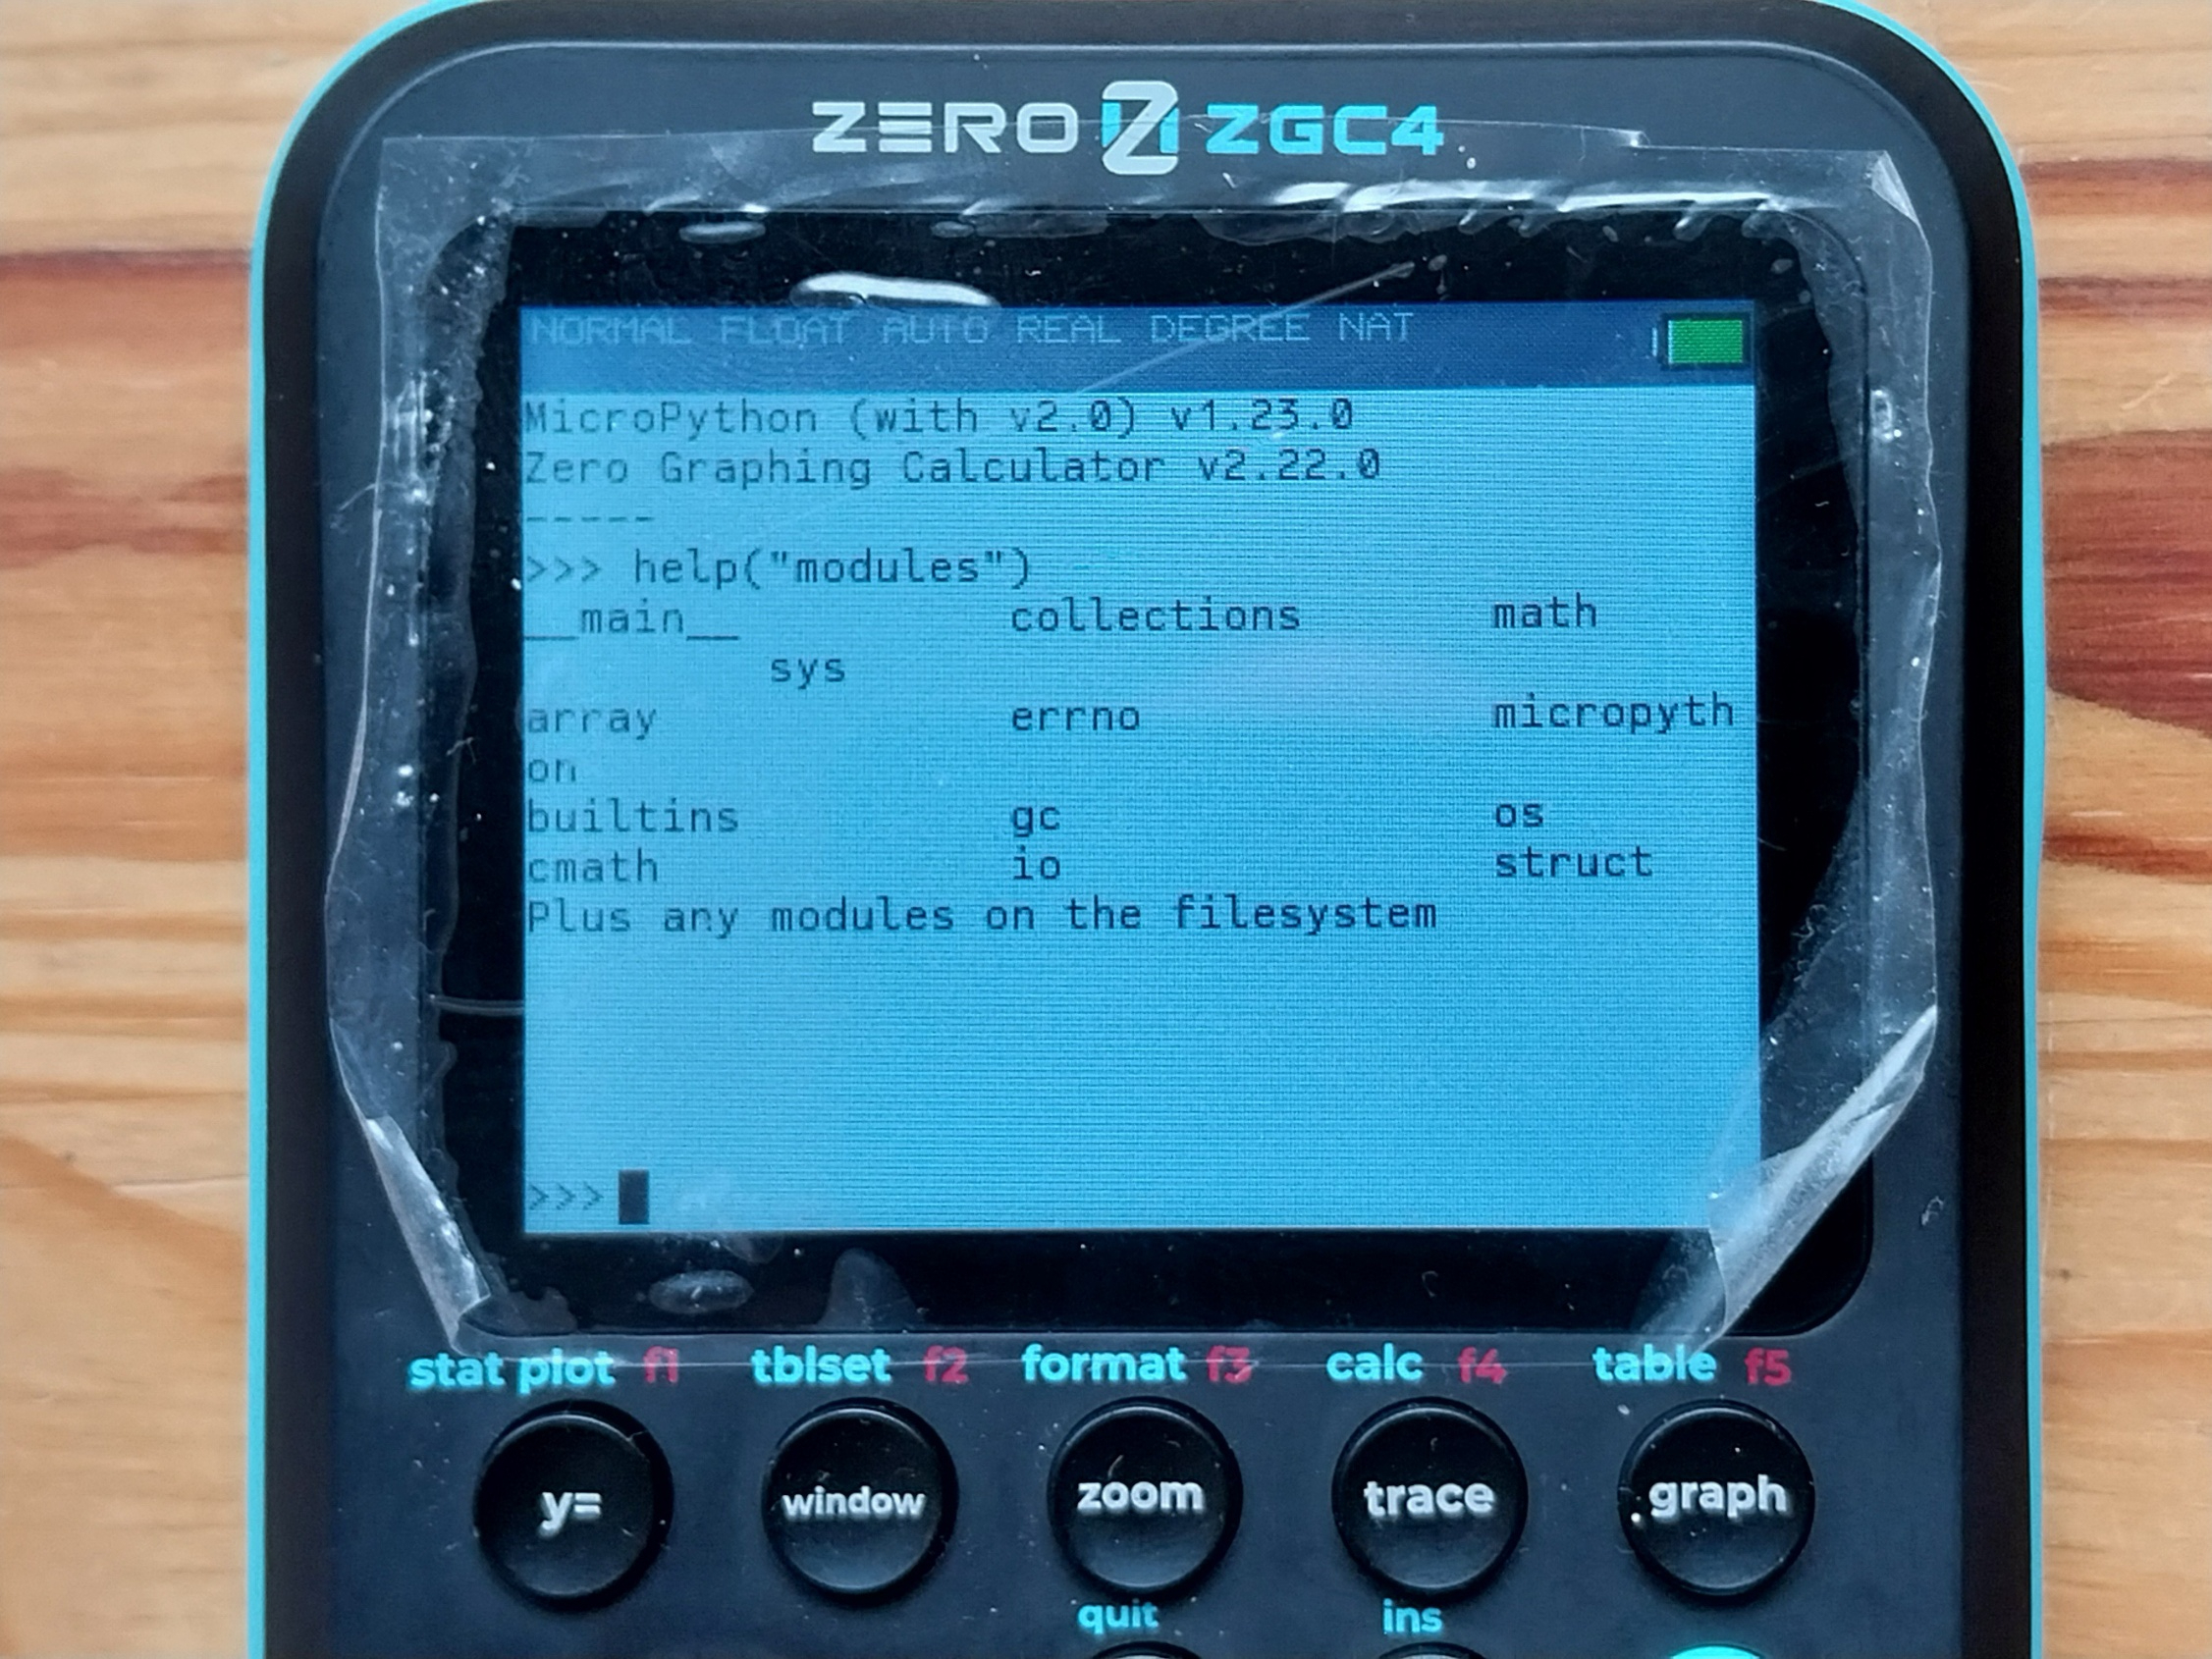 ZERO ZGC4
NORMAL FLOAT AUTO REAL DEGREE NAT
MicroPython (with v2.0) v1.23.0
Zero Graphing Calculator v2.22.0
-----
>>> help("modules")
__main__ collections math
sys
array errno micropyth
on
builtins gc os
cmath io struct
Plus any modules on the filesystem
>>>
stat plot f1 tblset f2 format f3 calc f4 table f5
y= window zoom trace graph
quit ins